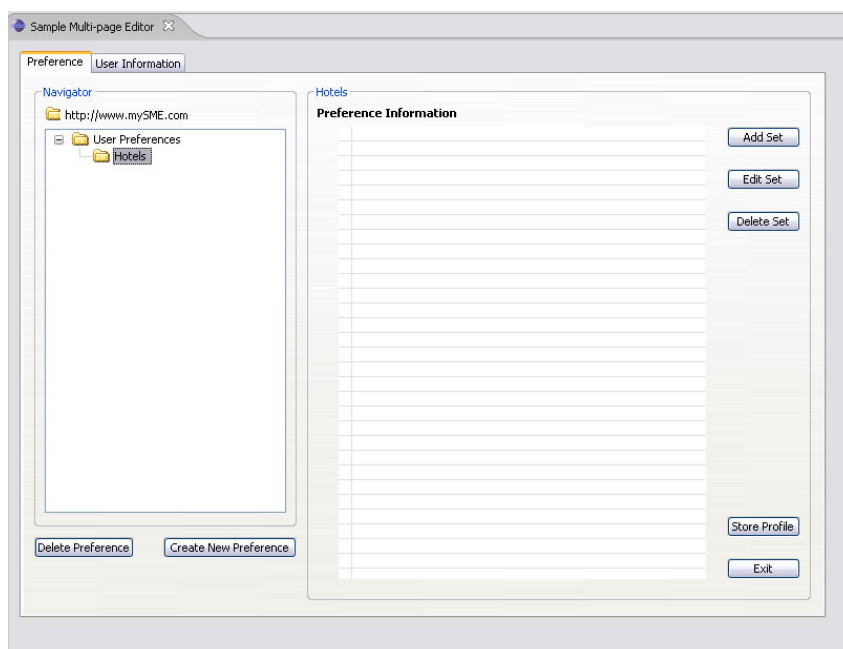 Sample Multi-page Editor
Preference
User Information
Navigator
http://www.mySME.com
User Preferences
Hotels
Delete Preference
Create New Preference
Hotels
Preference Information
Add Set
Edit Set
Delete Set
Store Profile
Exit